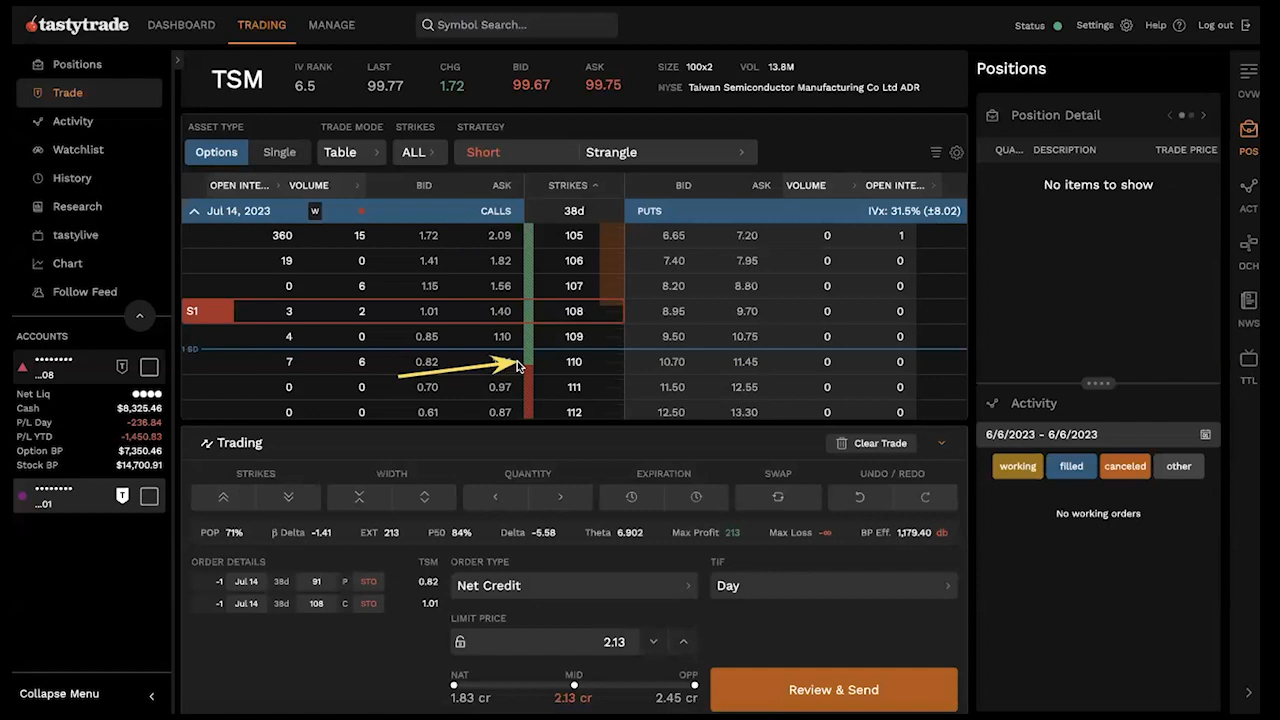 tastytrade DASHBOARD TRADING MANAGE Symbol Search... Status Settings Help Log out
Positions
Trade
Activity
Watchlist
History
Research
tastylive
Chart
Follow Feed
ACCOUNTS
•••••••• ...08
Net Liq ●●●●
Cash $8,325.46
P/L Day -236.84
P/L YTD -1,450.83
Option BP $7,350.46
Stock BP $14,700.91
•••••••• ...01
Collapse Menu
TSM
IV RANK LAST CHG BID ASK SIZE 100x2 VOL 13.8M
6.5 99.77 1.72 99.67 99.75 NYSE Taiwan Semiconductor Manufacturing Co Ltd ADR
ASSET TYPE TRADE MODE STRIKES STRATEGY
Options Single Table ALL Short Strangle
OPEN INTE... VOLUME BID ASK STRIKES BID ASK VOLUME OPEN INTE...
Jul 14, 2023 W CALLS 38d PUTS IVx: 31.5% (±8.02)
360 15 1.72 2.09 105 6.65 7.20 0 1
19 0 1.41 1.82 106 7.40 7.95 0 0
0 6 1.15 1.56 107 8.20 8.80 0 0
S1 3 2 1.01 1.40 108 8.95 9.70 0 0
4 0 0.85 1.10 109 9.50 10.75 0 0
1 SD
7 6 0.82 110 10.70 11.45 0 0
0 0 0.70 0.97 111 11.50 12.55 0 0
0 0 0.61 0.87 112 12.50 13.30 0 0
Trading Clear Trade
STRIKES WIDTH QUANTITY EXPIRATION SWAP UNDO / REDO
POP 71% β Delta -1.41 EXT 213 P50 84% Delta -5.58 Theta 6.902 Max Profit 213 Max Loss -∞ BP Eff. 1,179.40 db
ORDER DETAILS TSM ORDER TYPE TIF
-1 Jul 14 38d 91 P STO 0.82 Net Credit Day
-1 Jul 14 38d 108 C STO 1.01
LIMIT PRICE
2.13
NAT MID OPP
1.83 cr 2.13 cr 2.45 cr
Review & Send
Positions
Position Detail
QUA... DESCRIPTION TRADE PRICE
No items to show
Activity
6/6/2023 - 6/6/2023
working filled canceled other
No working orders
OVW
POS
ACT
OCH
NWS
TTL